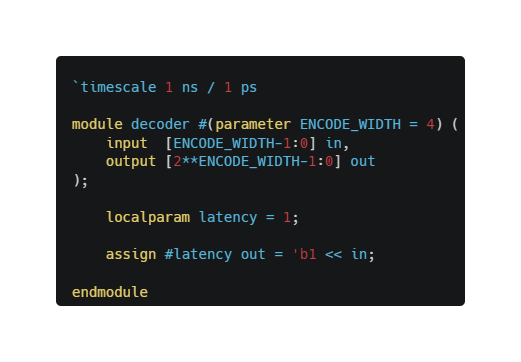 `timescale 1 ns / 1 ps
module decoder #(parameter ENCODE_WIDTH = 4) (
    input  [ENCODE_WIDTH-1:0] in,
    output [2**ENCODE_WIDTH-1:0] out
);
    localparam latency = 1;
    assign #latency out = 'b1 << in;
endmodule